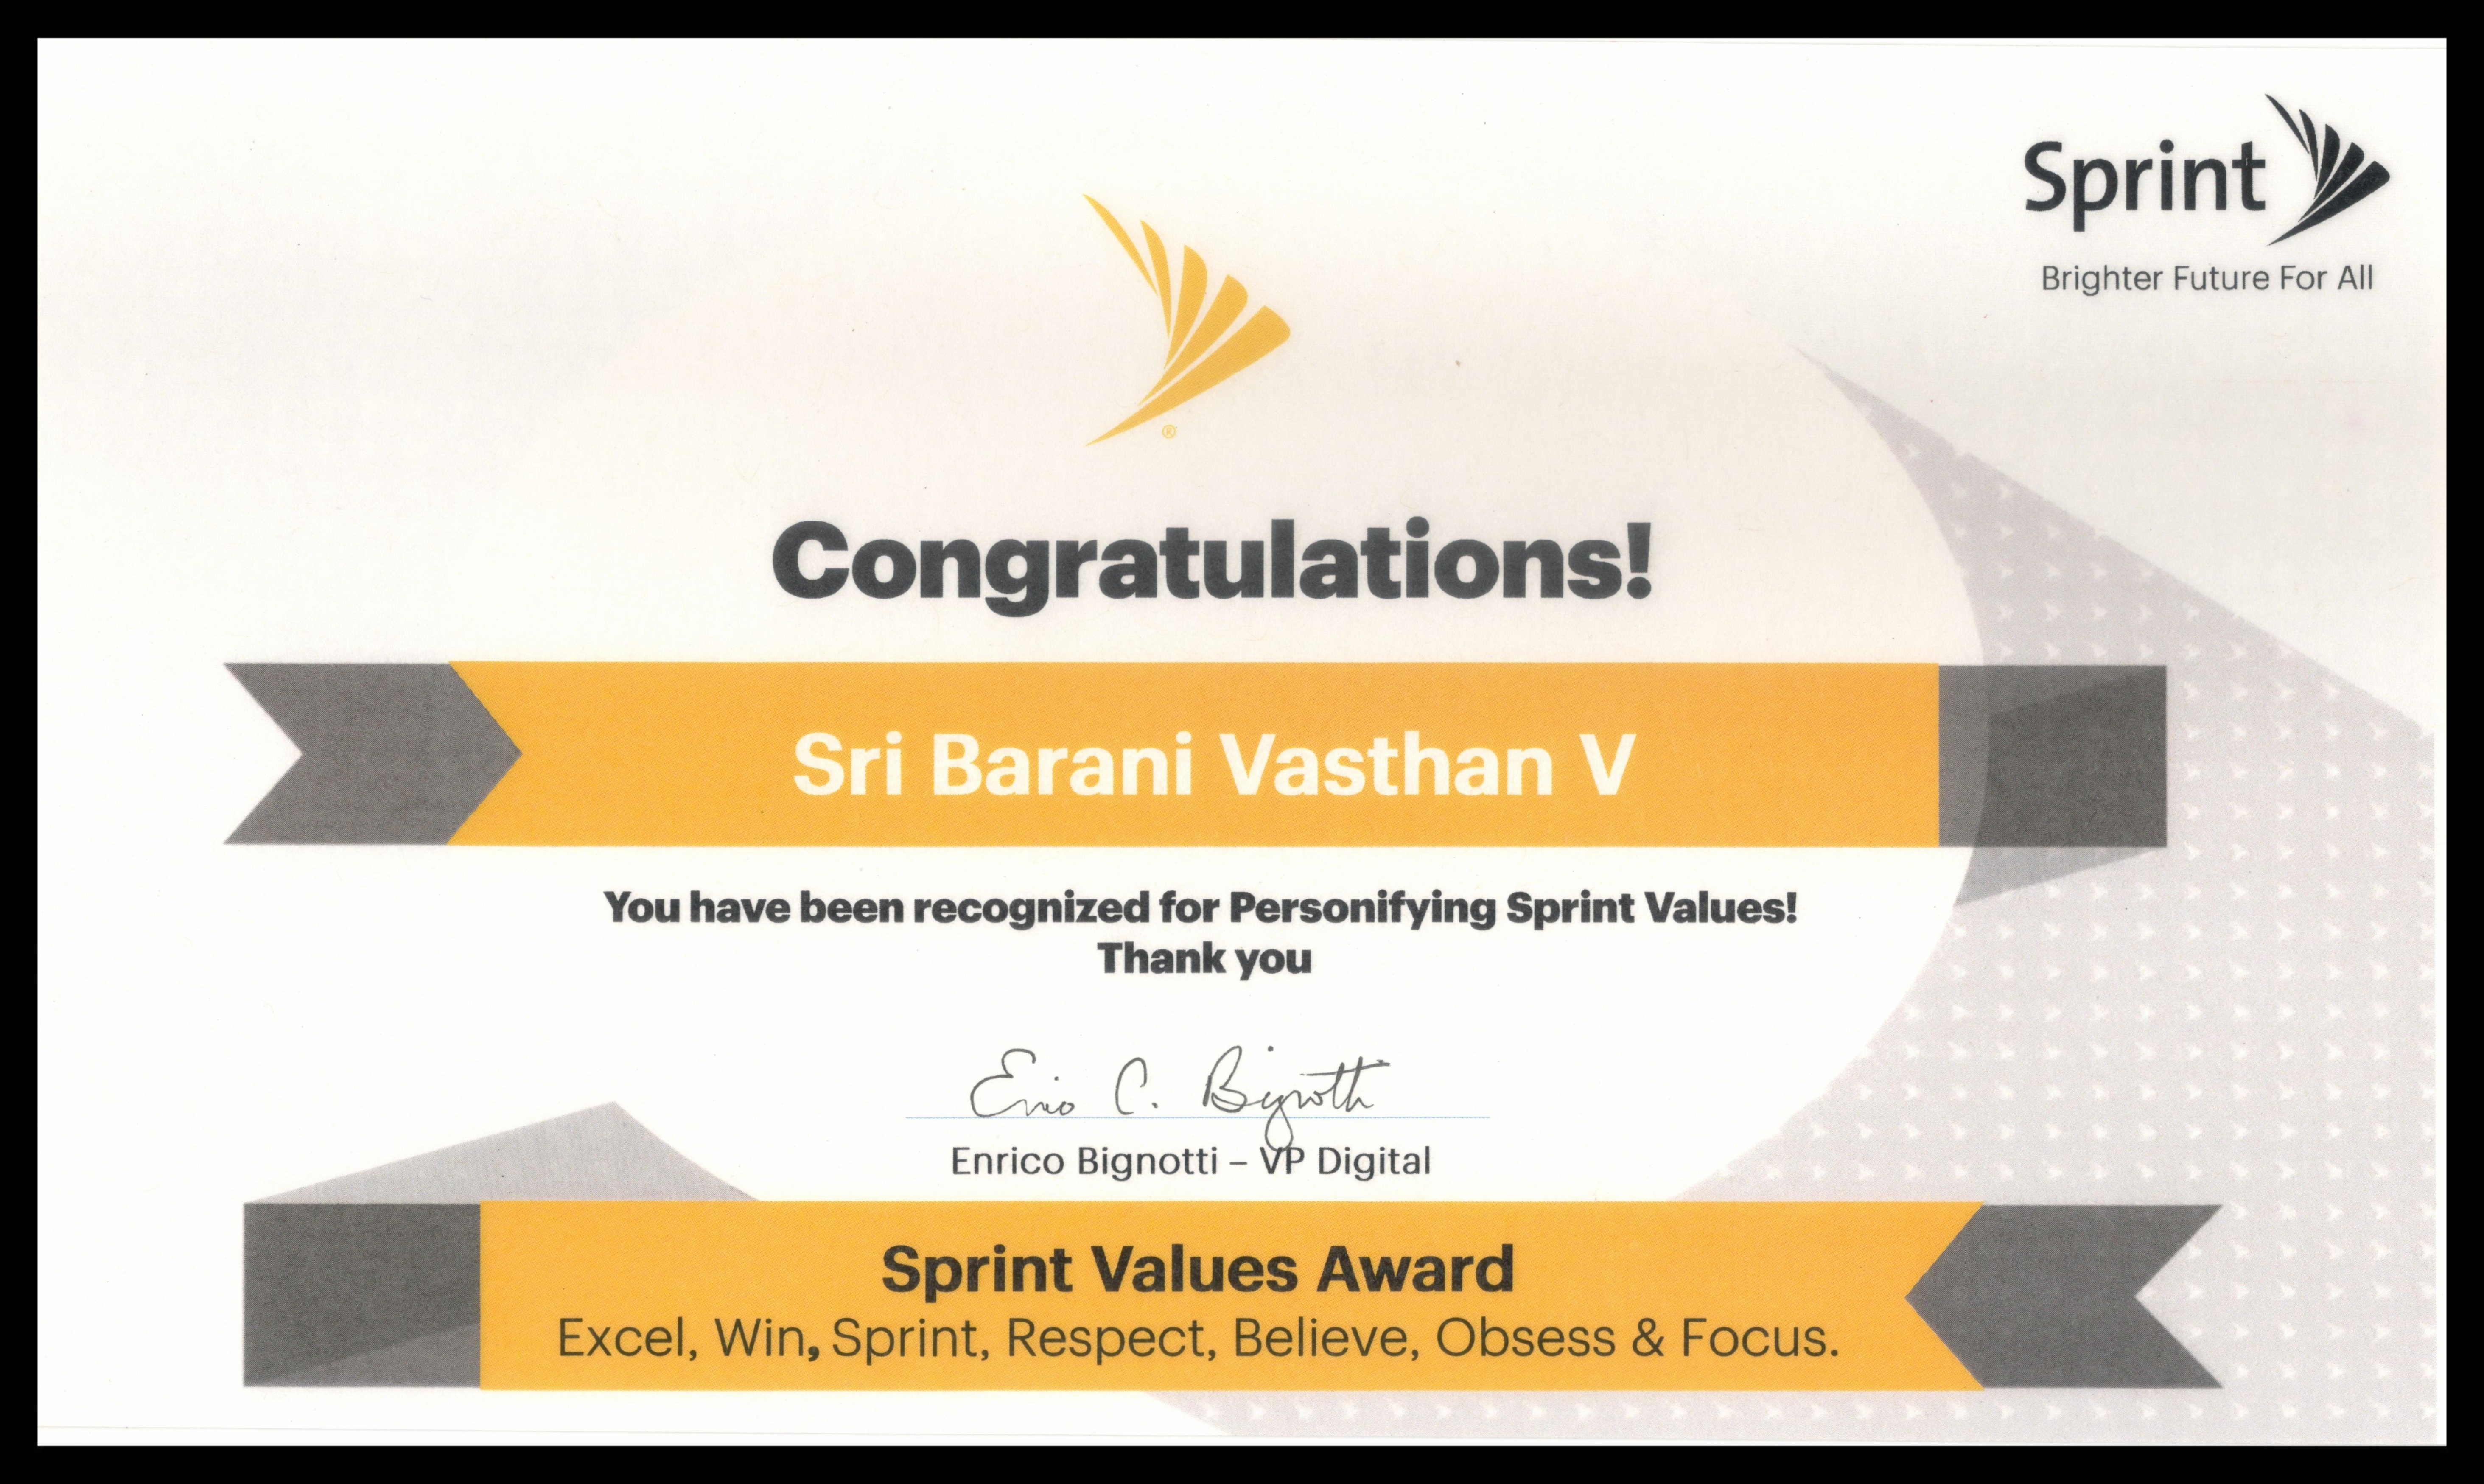 Sprint
Brighter Future For All
®
Congratulations!
Sri Barani Vasthan V
You have been recognized for Personifying Sprint Values!
Thank you
Enrico C. Bignotti
Enrico Bignotti – VP Digital
Sprint Values Award
Excel, Win, Sprint, Respect, Believe, Obsess & Focus.